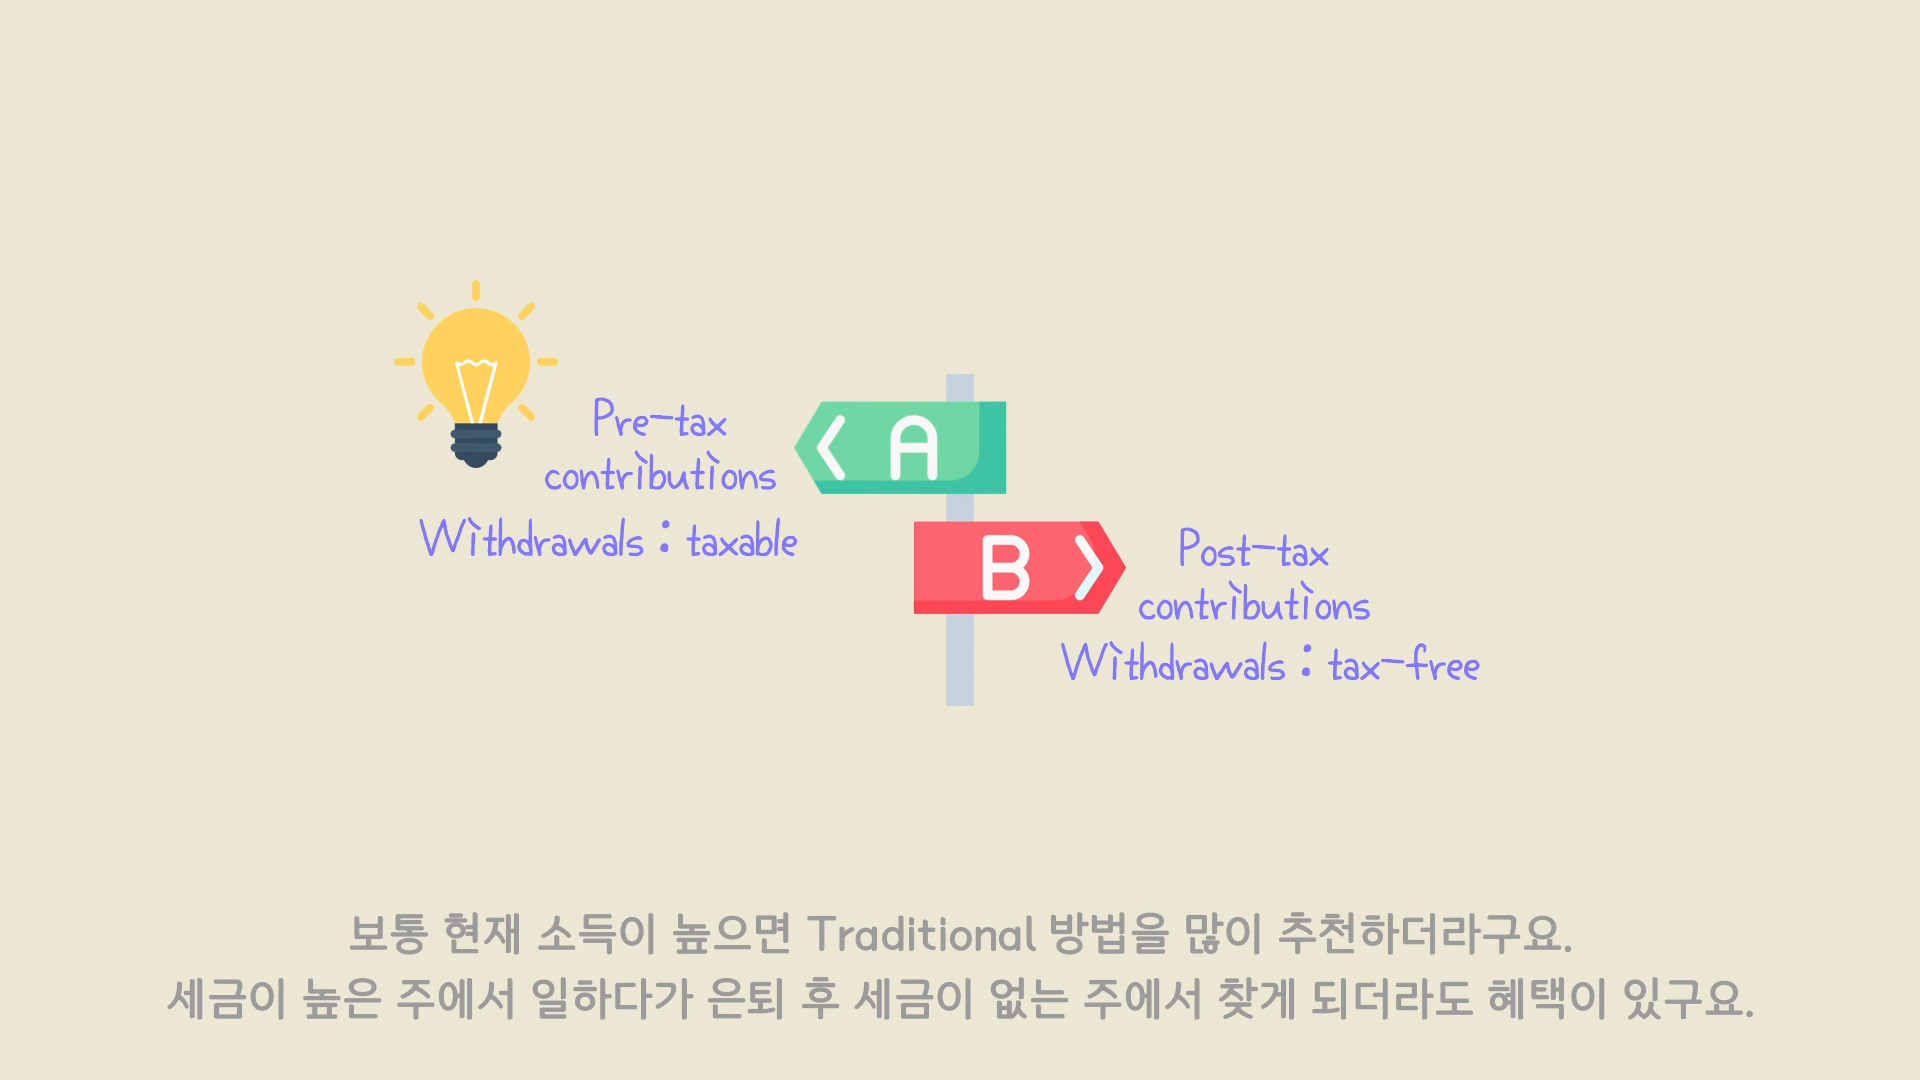 Pre-tax
contributions
Withdrawals : taxable
A
B
Post-tax
contributions
Withdrawals : tax-free
보통 현재 소득이 높으면 Traditional 방법을 많이 추천하더라구요.
세금이 높은 주에서 일하다가 은퇴 후 세금이 없는 주에서 찾게 되더라도 혜택이 있구요.